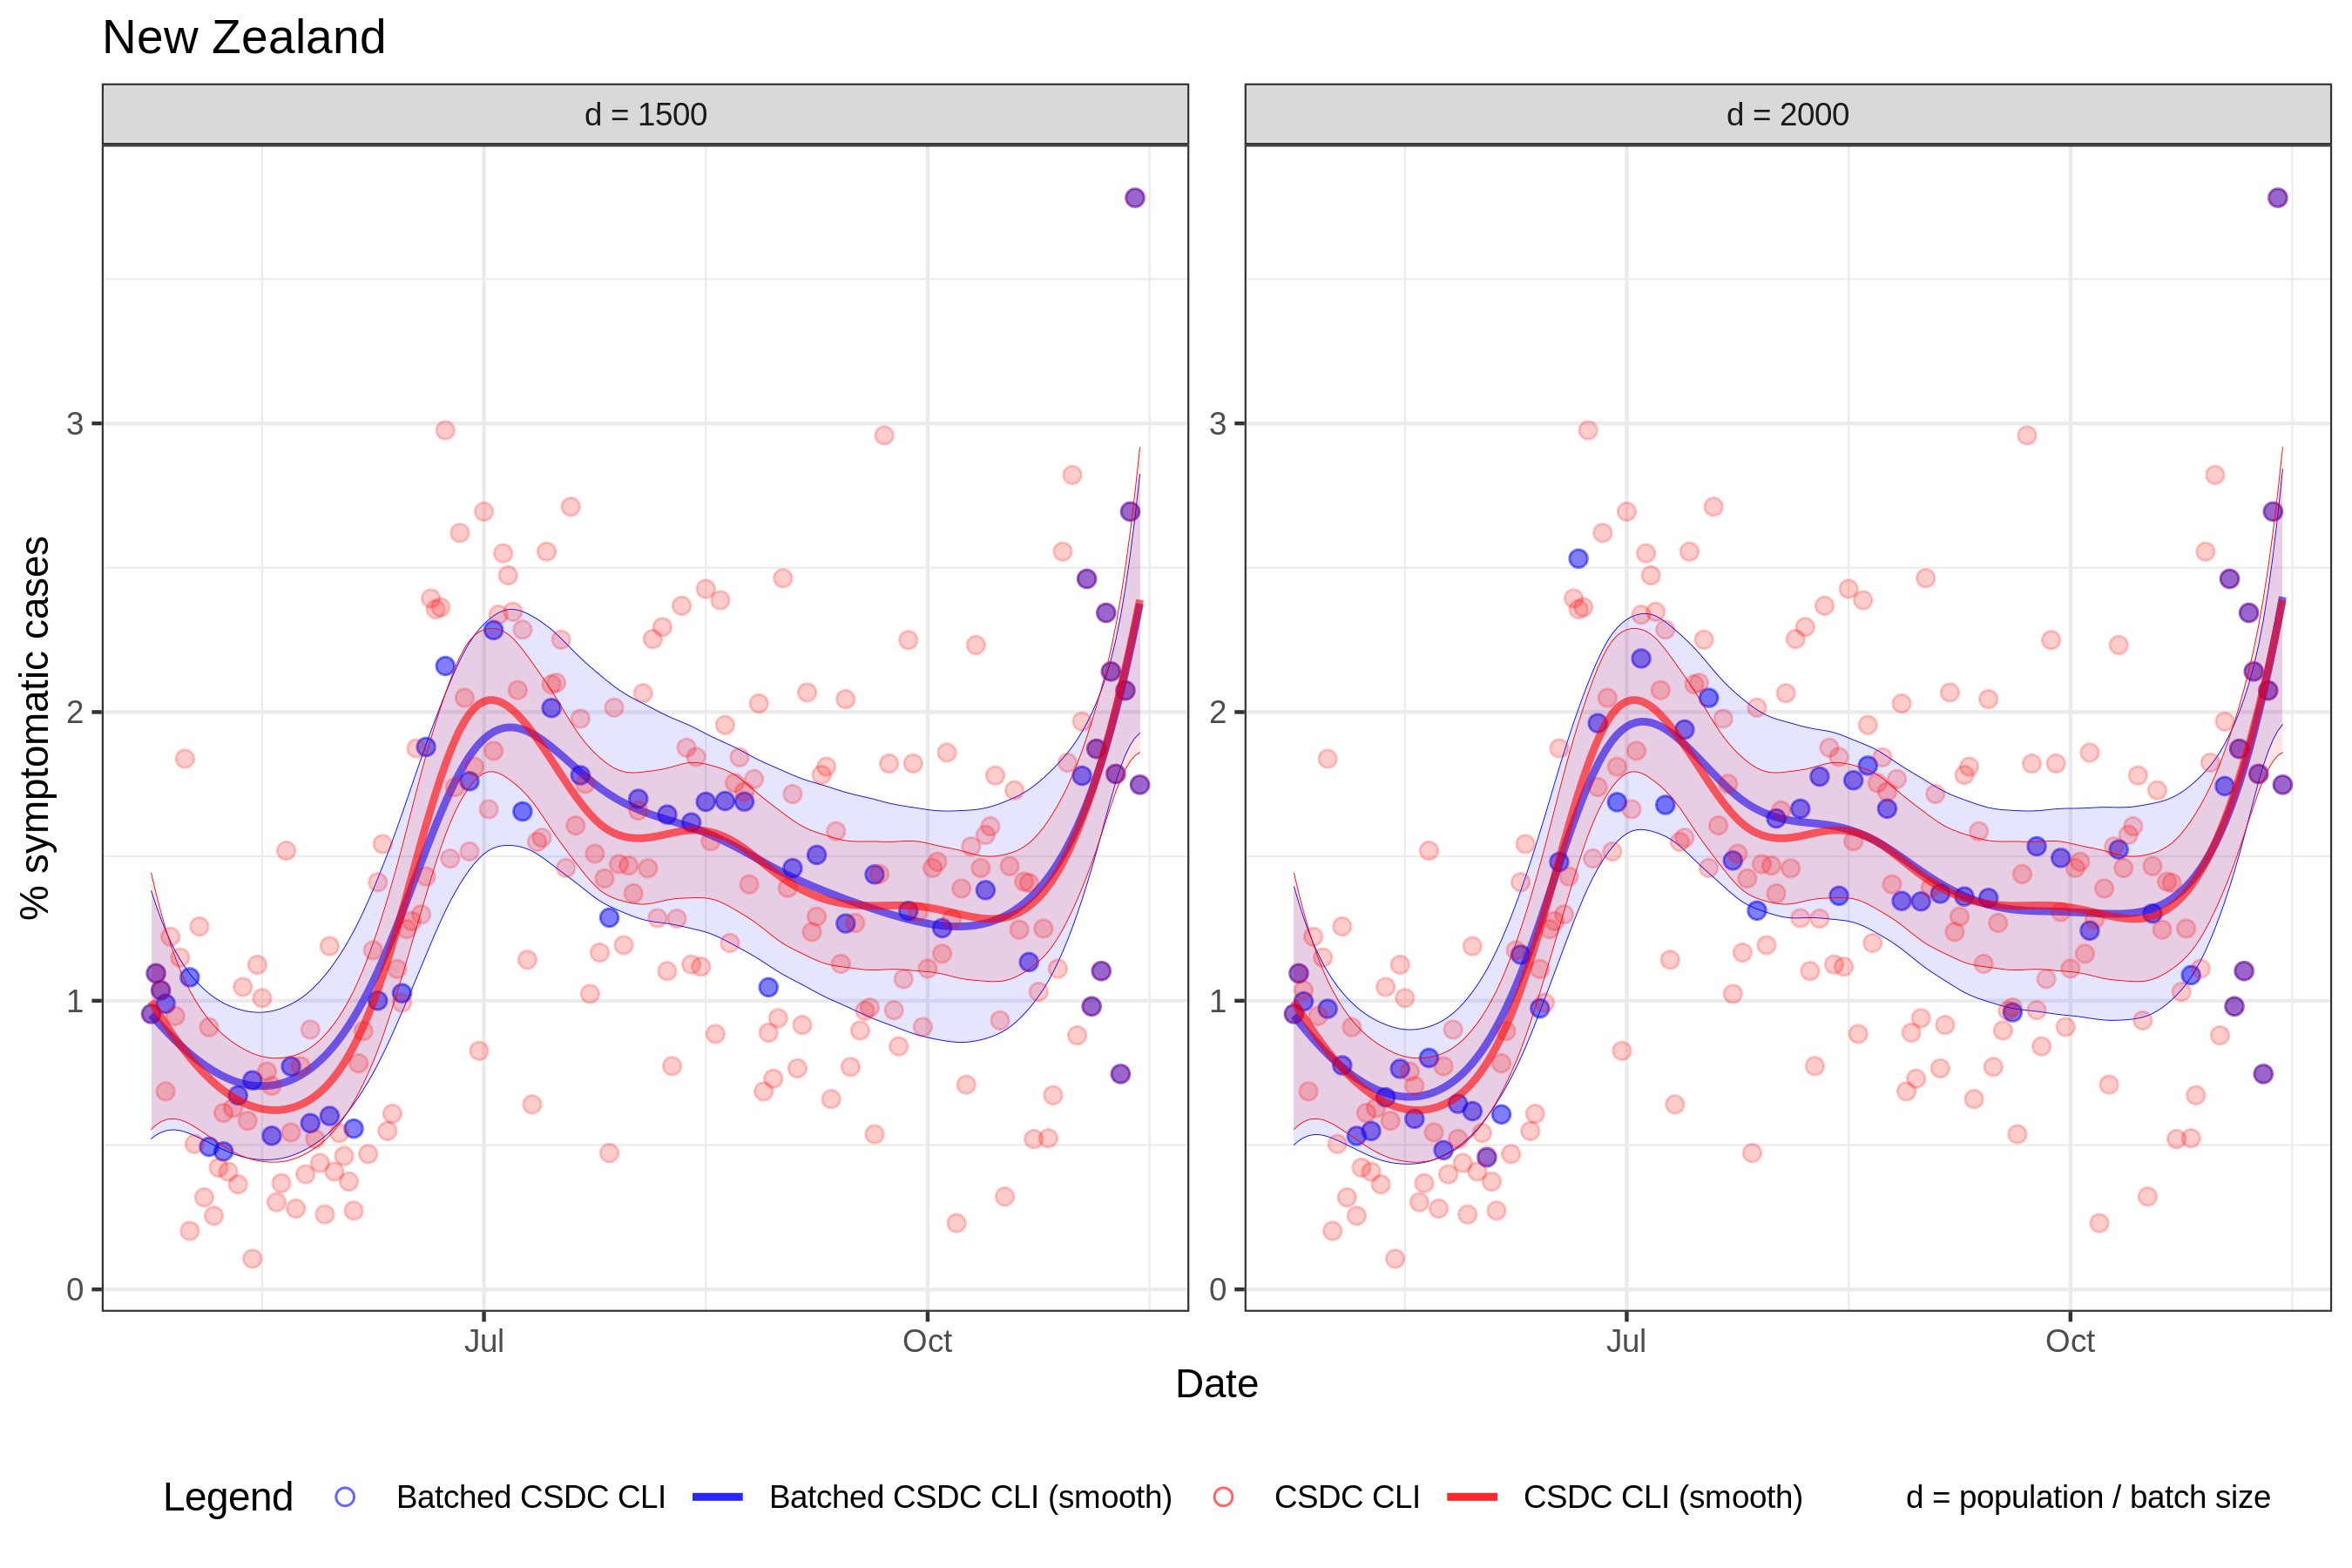 New Zealand
d = 1500
d = 2000
% symptomatic cases
3
2
1
0
3
2
1
0
Jul
Oct
Jul
Oct
Date
Legend
Batched CSDC CLI
Batched CSDC CLI (smooth)
CSDC CLI
CSDC CLI (smooth)
d = population / batch size